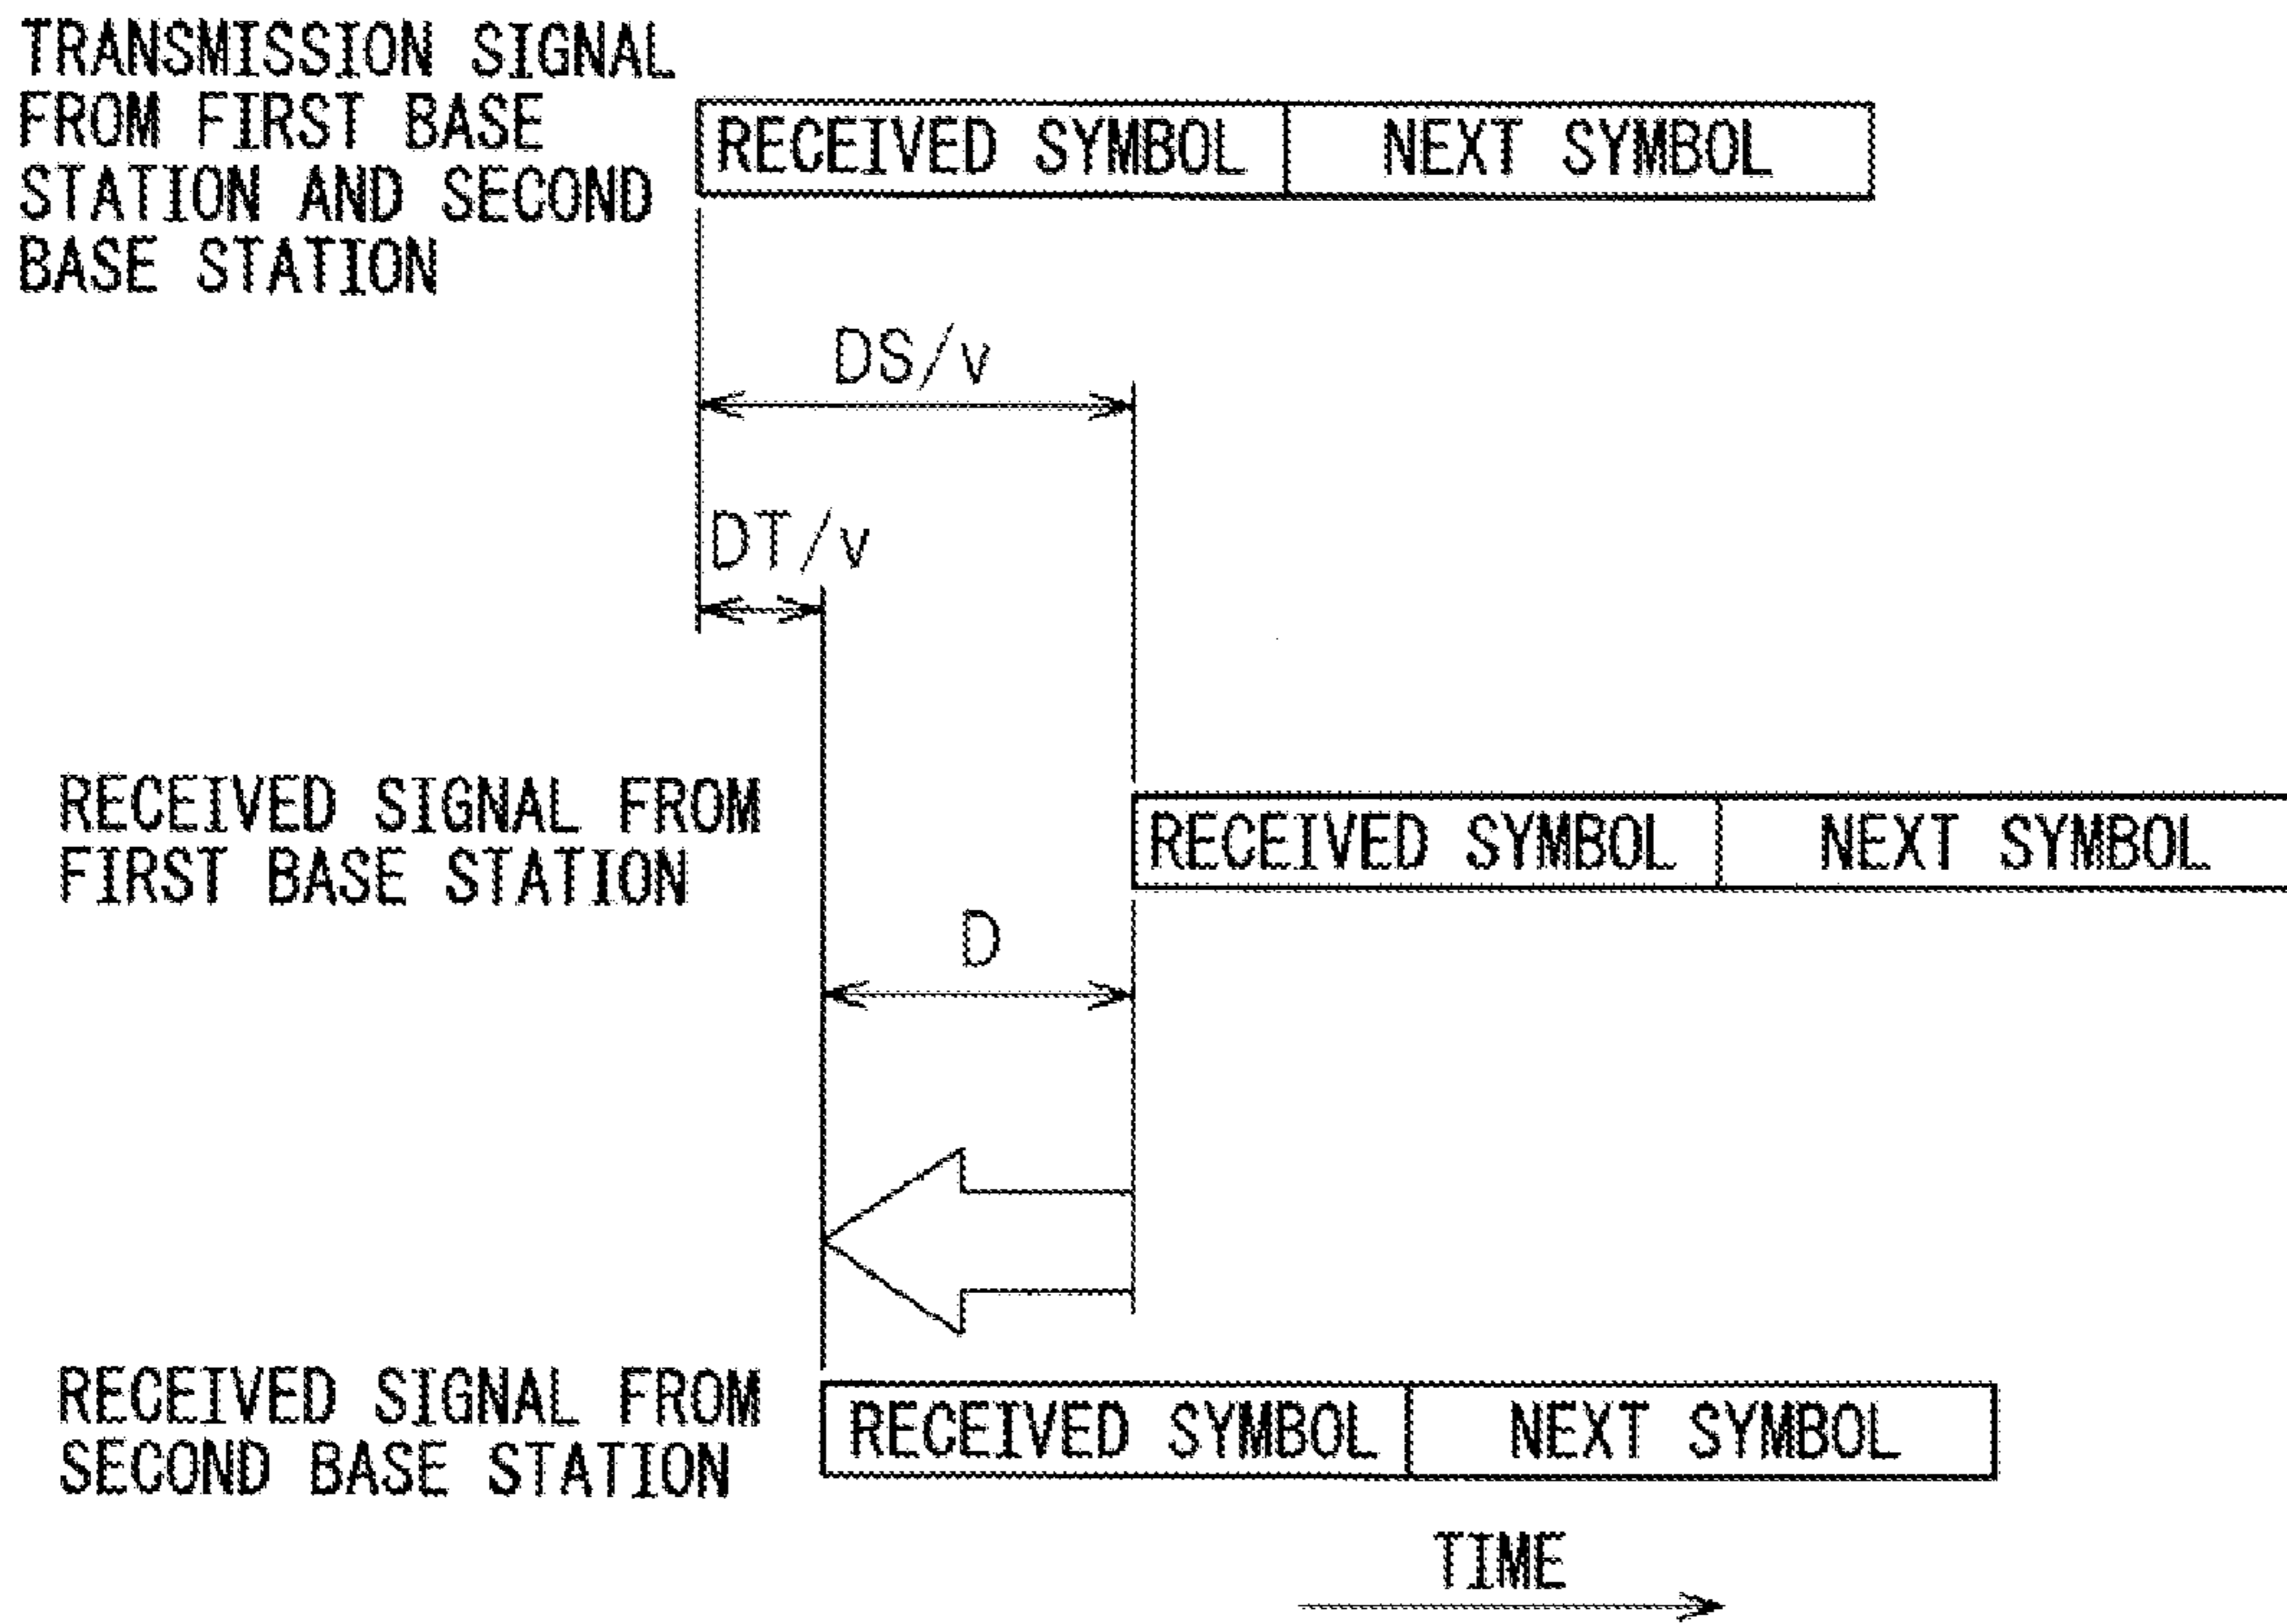 TRANSMISSION SIGNAL
FROM FIRST BASE
STATION AND SECOND
BASE STATION
RECEIVED SYMBOL
NEXT SYMBOL
DS/v
DT/v
RECEIVED SIGNAL FROM
FIRST BASE STATION
RECEIVED SYMBOL
NEXT SYMBOL
D
RECEIVED SIGNAL FROM
SECOND BASE STATION
RECEIVED SYMBOL
NEXT SYMBOL
TIME